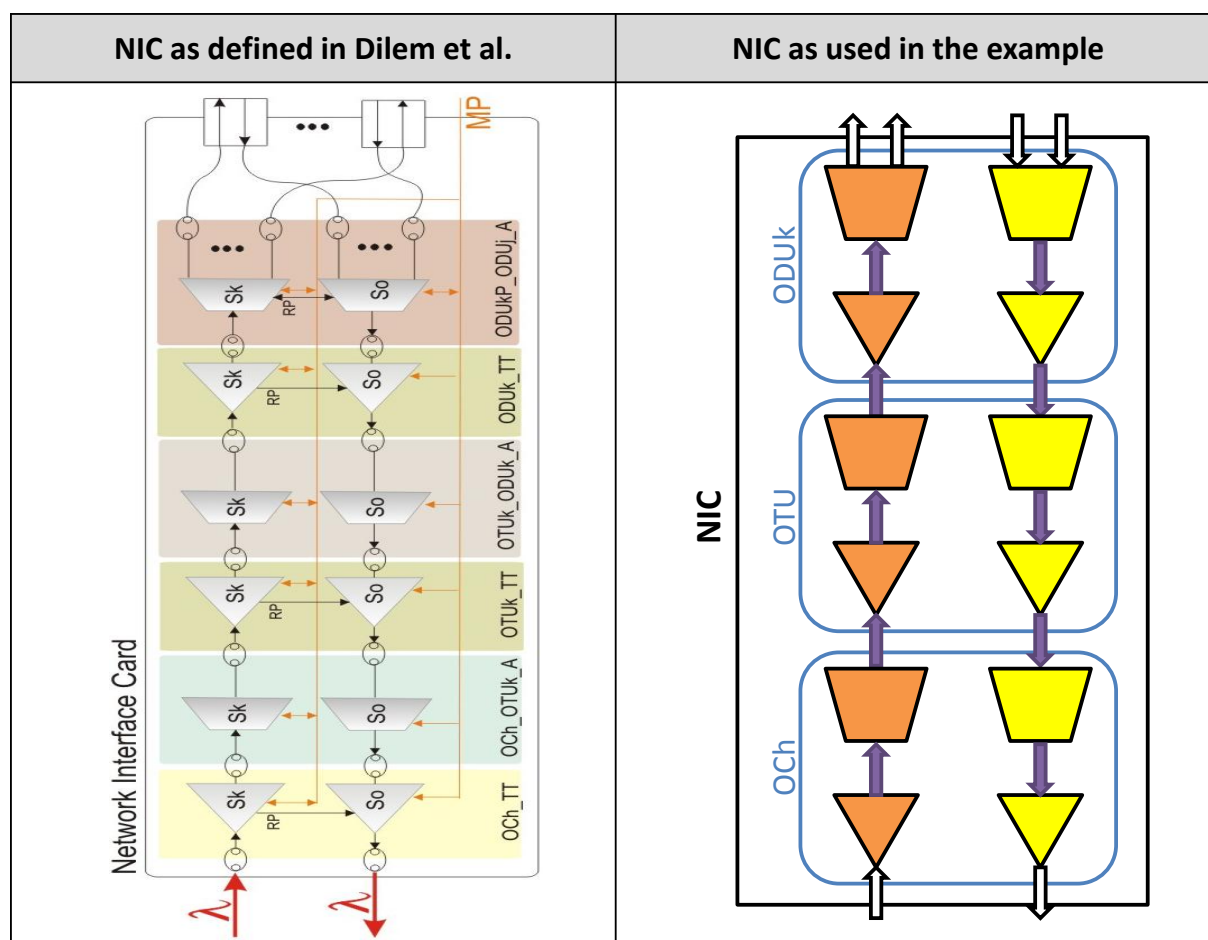 NIC as defined in Dilem et al.
NIC as used in the example
Network Interface Card
MP
•••
ODUkP_ODUj_A
••• •••
Sk So
RP
ODUk_TT
Sk So
RP
OTUk_ODUk_A
Sk So
OTUk_TT
Sk So
RP
OCh_OTUk_A
Sk So
OCh_TT
Sk So
RP
λ λ
NIC
ODUk
OTU
OCh